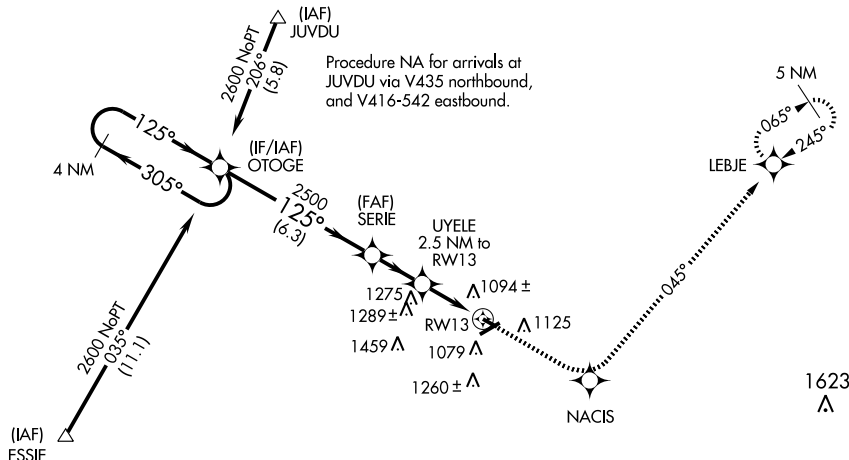 (IAF)
JUVDU
2600 NoPT
206°
(5.8)
Procedure NA for arrivals at
JUVDU via V435 northbound,
and V416-542 eastbound.
5 NM
065°
245°
LEBJE
125°
4 NM
305°
(IF/IAF)
OTOGE
2500
125°
(6.3)
(FAF)
SERIE
UYELE
2.5 NM to
RW13
1275
1289±
1459
1094±
RW13
1125
1079
1260±
045°
NACIS
1623
2600 NoPT
035°
(11.1)
(IAF)
ESSIE